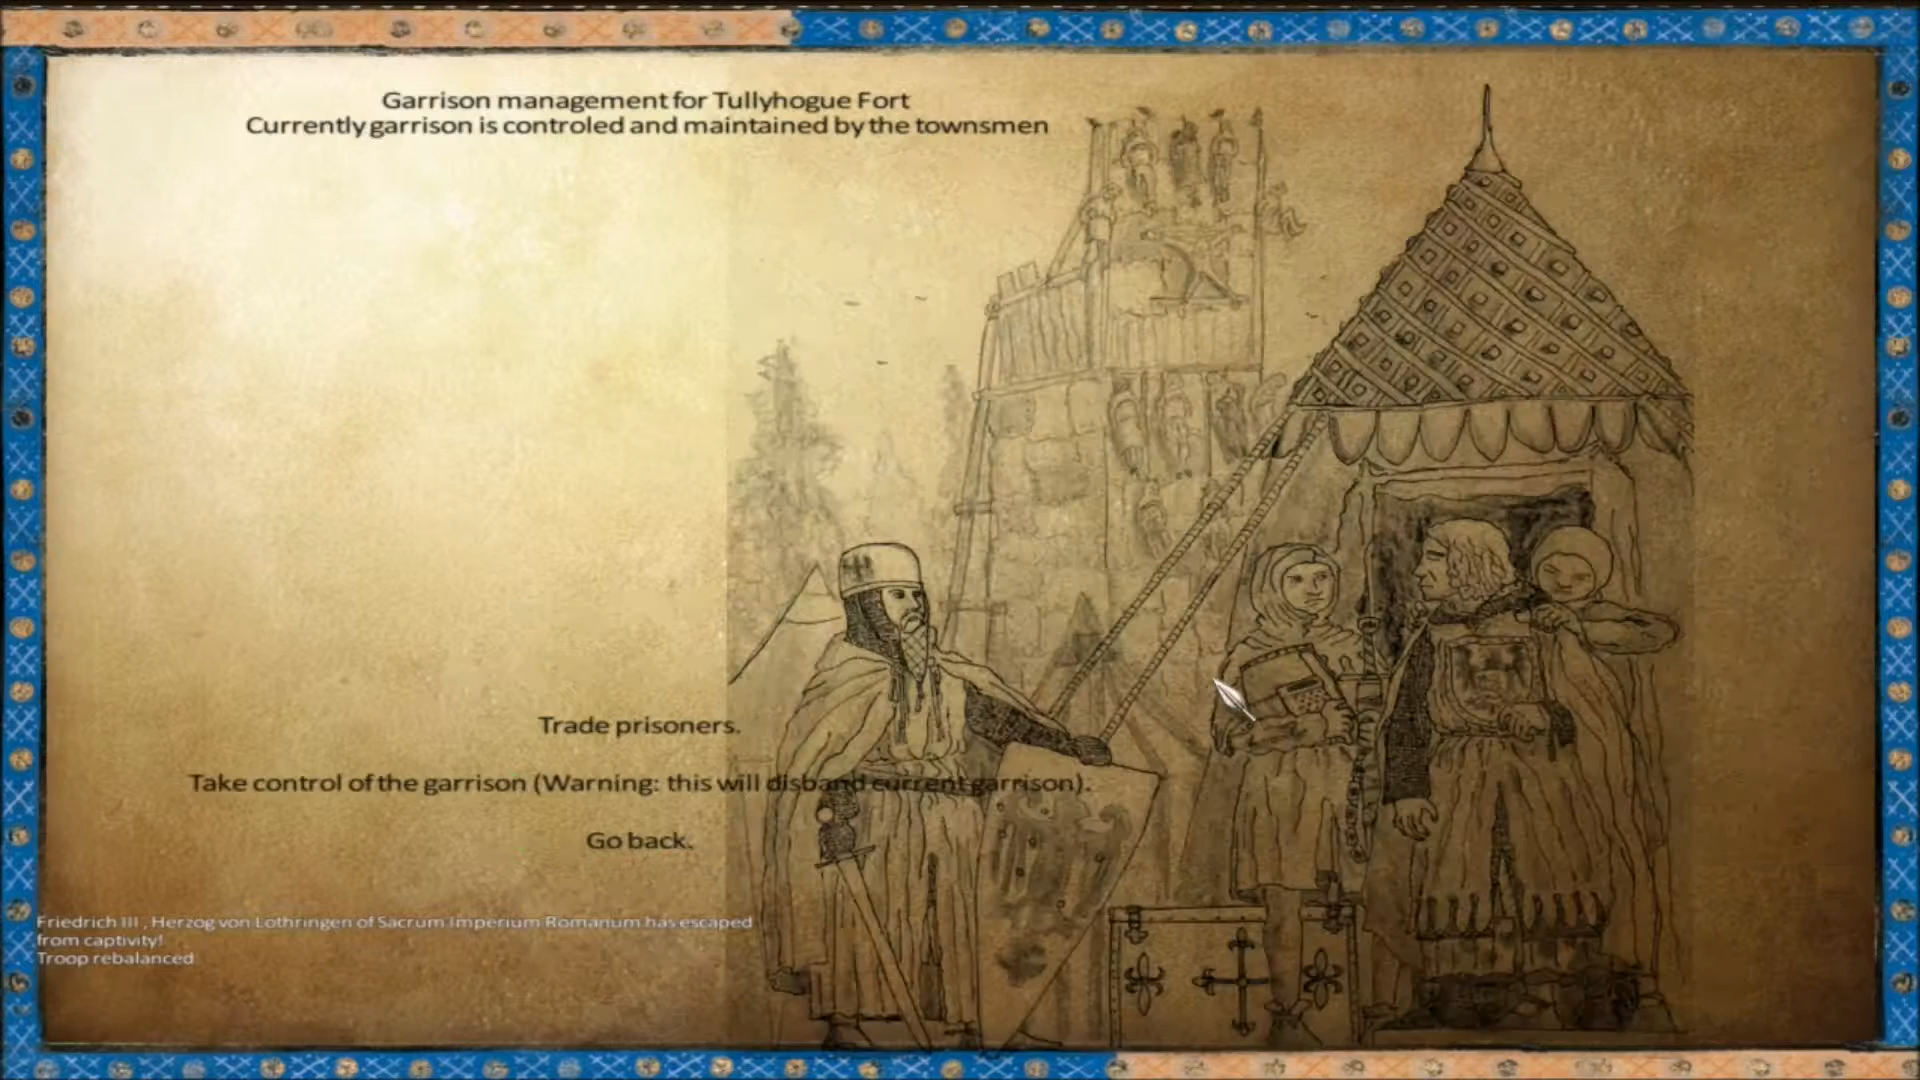 Garrison management for Tullyhogue Fort
Currently garrison is controled and maintained by the townsmen
Trade prisoners.
Take control of the garrison (Warning: this will disband current garrison).
Go back.
Friedrich III , Herzog von Lothringen of Sacrum Imperium Romanum has escaped
from captivity!
Troop rebalanced